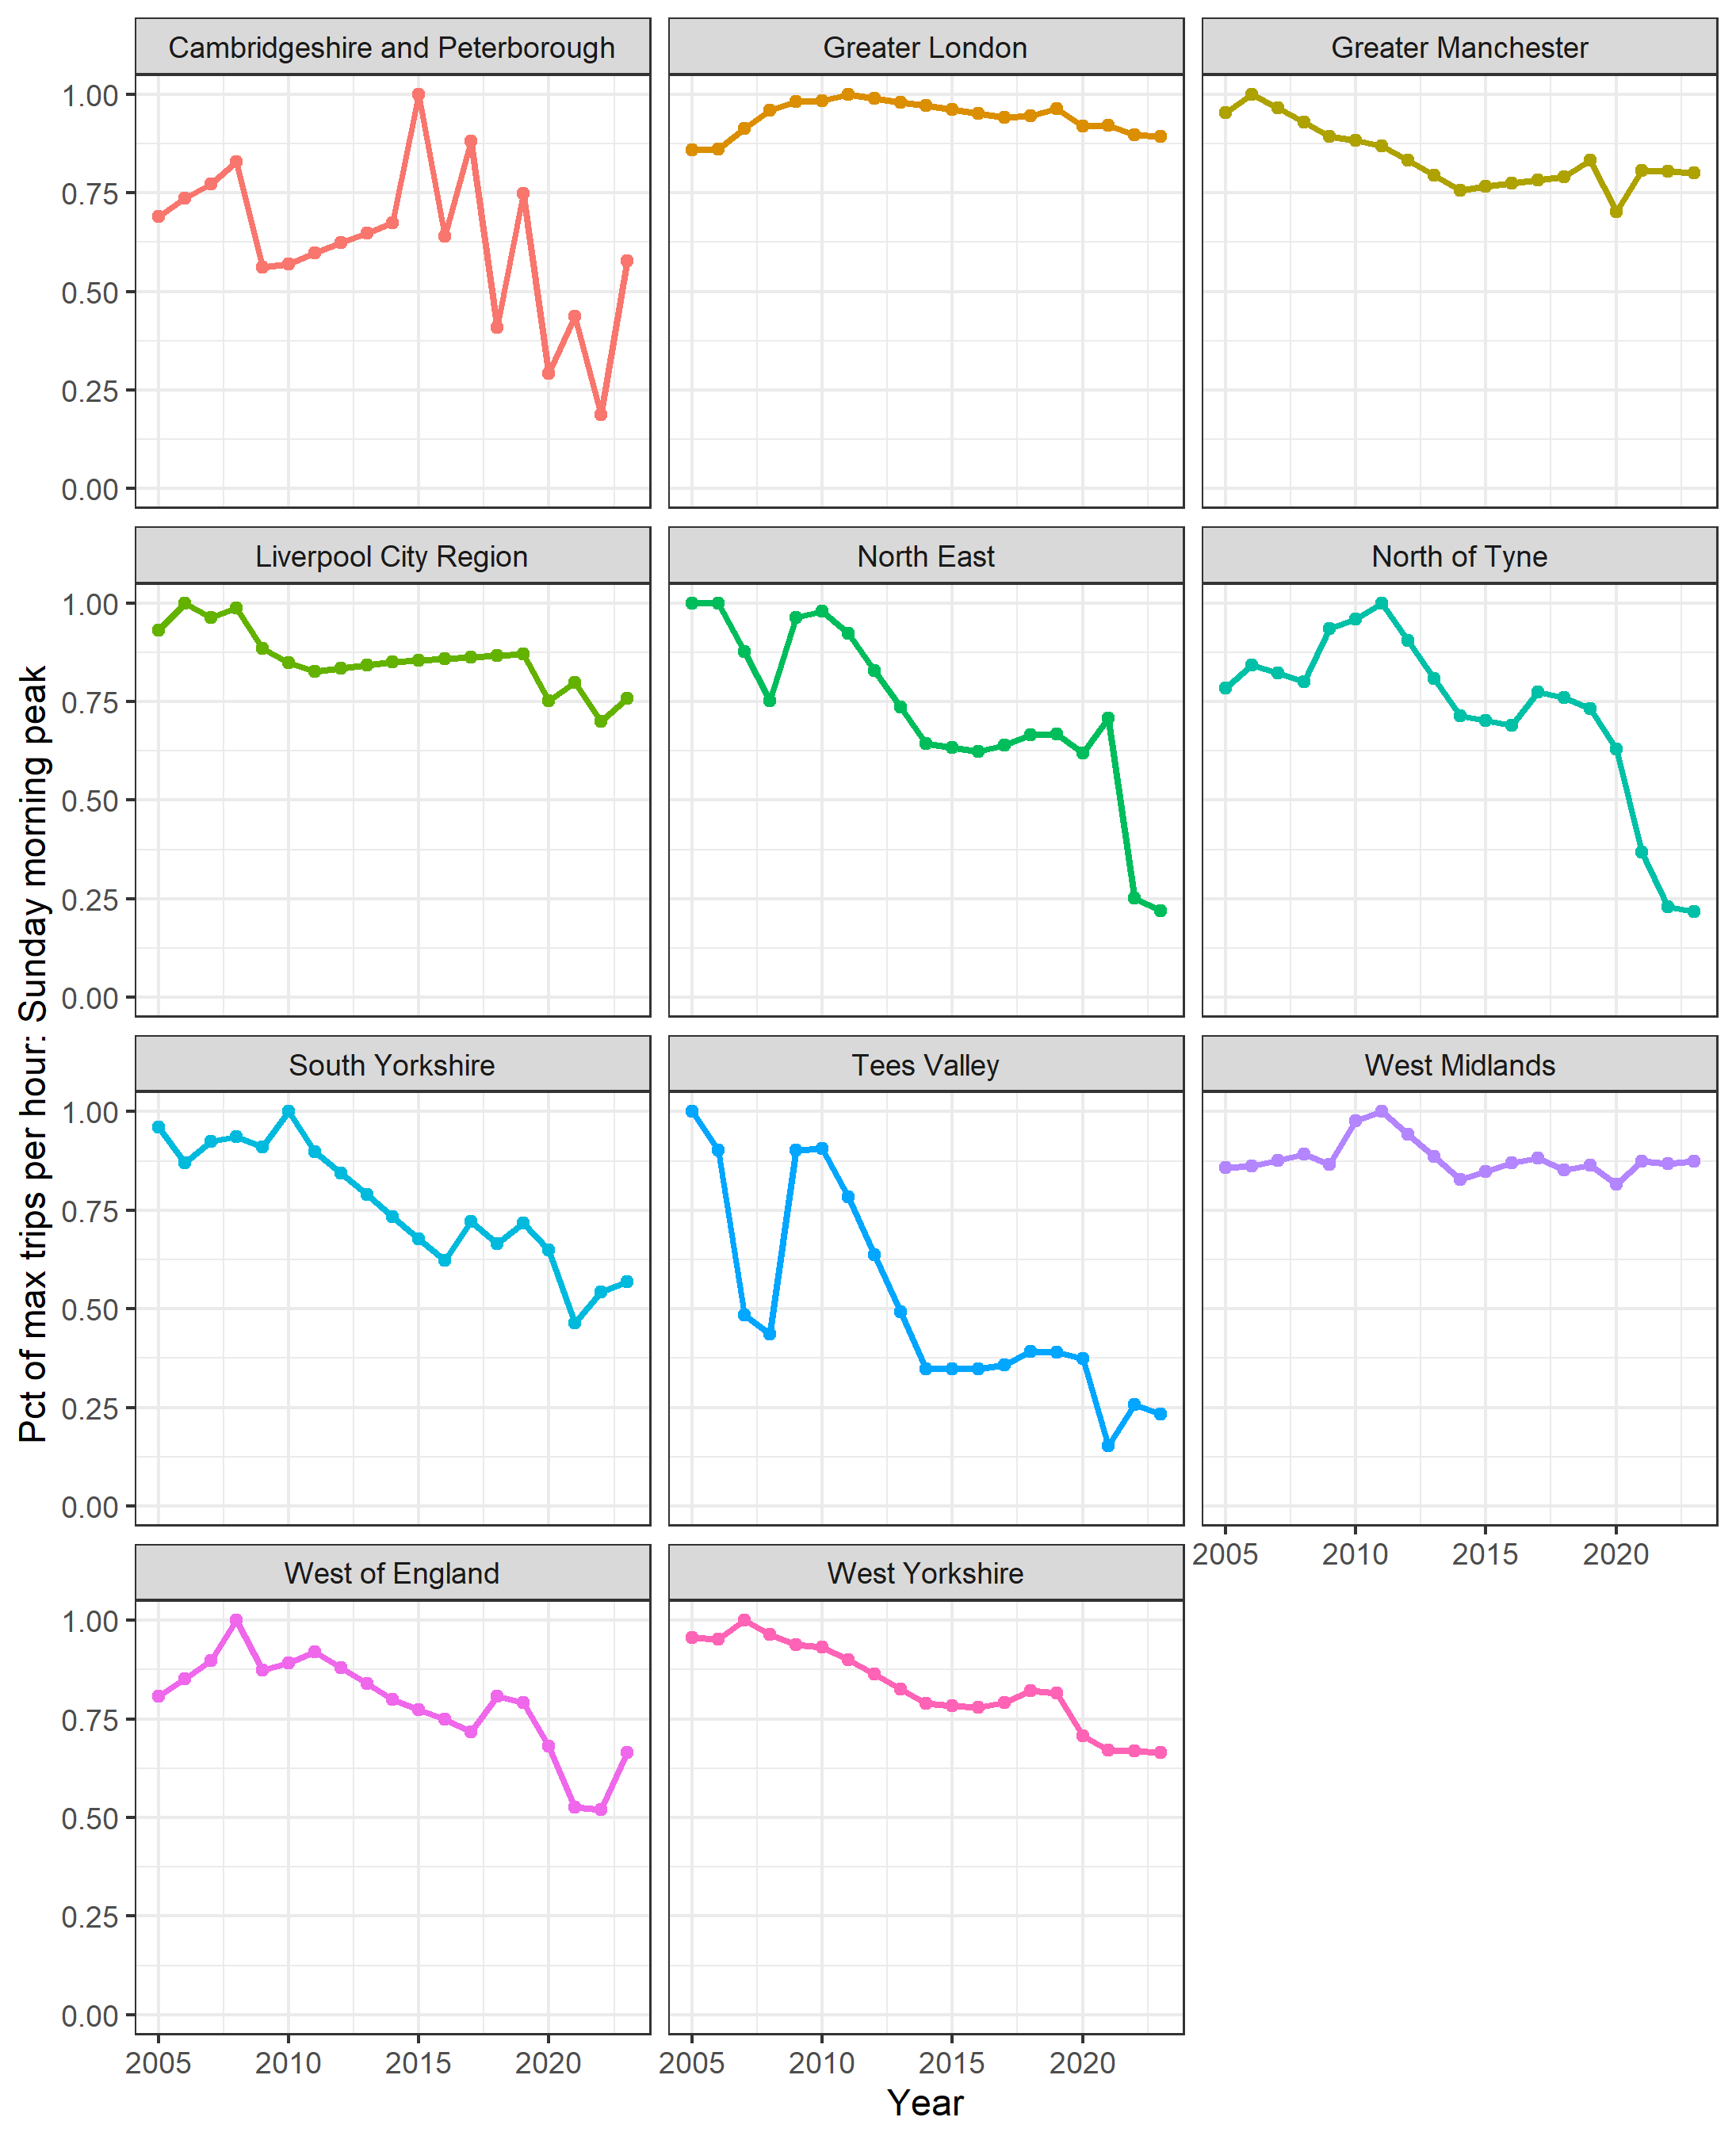 Cambridgeshire and Peterborough
Greater London
Greater Manchester
1.00
0.75
0.50
0.25
0.00
Liverpool City Region
North East
North of Tyne
1.00
0.75
0.50
0.25
0.00
South Yorkshire
Tees Valley
West Midlands
1.00
0.75
0.50
0.25
0.00
2005 2010 2015 2020
West of England
West Yorkshire
1.00
0.75
0.50
0.25
0.00
2005 2010 2015 2020
2005 2010 2015 2020
Year
Pct of max trips per hour: Sunday morning peak